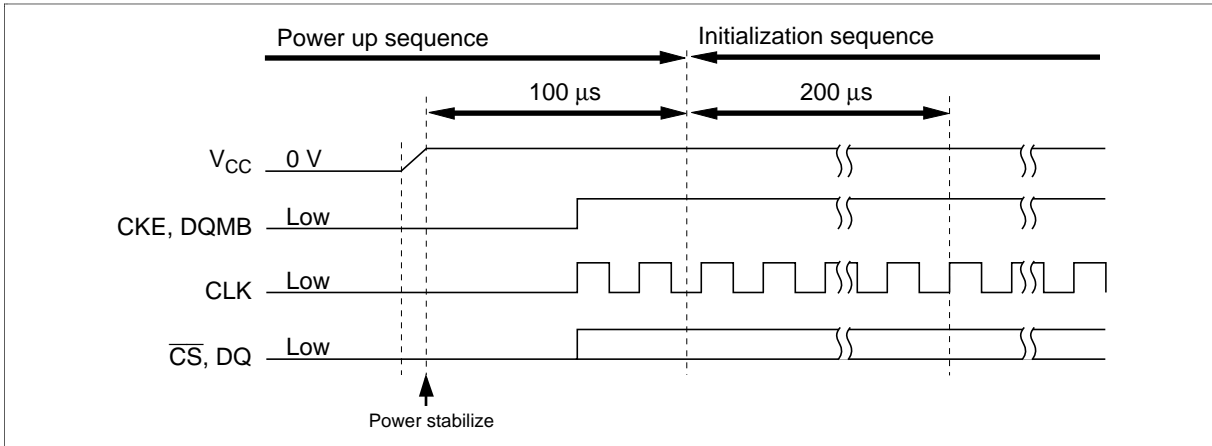 Power up sequence
Initialization sequence
100 μs
200 μs
VCC 0 V
CKE, DQMB Low
CLK Low
CS, DQ Low
Power stabilize